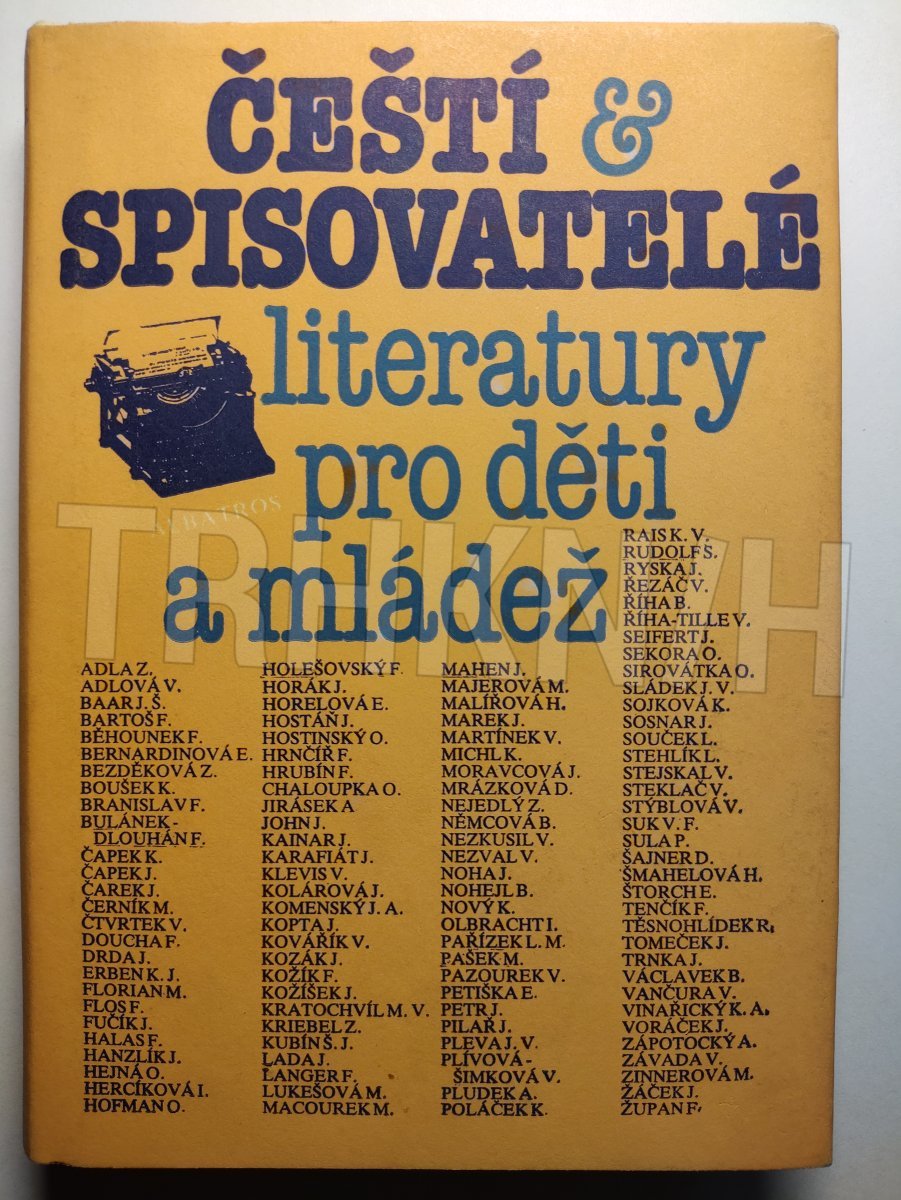 ČEŠTÍ &
SPISOVATELÉ
literatury
pro děti
a mládež
ALBATROS
TRHKNIH
ADLA Z.
ADLOVÁ V.
BAAR J. Š.
BARTOŠ F.
BĚHOUNEK F.
BERNARDINOVÁ E.
BEZDĚKOVÁ Z.
BOUŠEK K.
BRANISLAV F.
BULÁNEK-
DLOUHÁN F.
ČAPEK K.
ČAPEK J.
ČAREK J.
ČERNÍK M.
ČTVRTEK V.
DOUCHA F.
DRDA J.
ERBEN K. J.
FLORIAN M.
FLOS F.
FUČÍK J.
HALAS F.
HANZLÍK J.
HEJNÁ O.
HERCÍKOVÁ I.
HOFMAN O.
HOLEŠOVSKÝ F.
HORÁK J.
HORELOVÁ E.
HOSTÁŇ J.
HOSTINSKÝ O.
HRNČÍŘ F.
HRUBÍN F.
CHALOUPKA O.
JIRÁSEK A
JOHN J.
KAINAR J.
KARAFIÁT J.
KLEVIS V.
KOLÁROVÁ J.
KOMENSKÝ J. A.
KOPTA J.
KOVÁŘÍK V.
KOZÁK J.
KOŽÍK F.
KOŽÍŠEK J.
KRATOCHVÍL M. V.
KRIEBEL Z.
KUBÍN Š. J.
LADA J.
LANGER F.
LUKEŠOVÁ M.
MACOUREK M.
MAHEN J.
MAJEROVÁ M.
MALÍŘOVÁ H.
MAREK J.
MARTÍNEK V.
MICHL K.
MORAVCOVÁ J.
MRÁZKOVÁ D.
NEJEDLÝ Z.
NĚMCOVÁ B.
NEZKUSIL V.
NEZVAL V.
NOHA J.
NOHEJL B.
NOVÝ K.
OLBRACHT I.
PAŘÍZEK L. M.
PAŠEK M.
PAZOUREK V.
PETIŠKA E.
PETR J.
PILAŘ J.
PLEVA J. V.
PLÍVOVÁ-
ŠIMKOVÁ V.
PLUDEK A.
POLÁČEK K.
RAIS K. V.
RUDOLF S.
RYSKA J.
ŘEZÁČ V.
ŘÍHA B.
ŘÍHA-TILLE V.
SEIFERT J.
SEKORA O.
SIROVÁTKA O.
SLÁDEK J. V.
SOJKOVÁ K.
SOSNAR J.
SOUČEK L.
STEHLÍK L.
STEJSKAL V.
STEKLAČ V.
STÝBLOVÁ V.
SUK V. F.
SULA P.
ŠAJNER D.
ŠMAHELOVÁ H.
ŠTORCH E.
TENČÍK F.
TĚSNOHLÍDEK R.
TOMEČEK J.
TRNKA J.
VÁCLAVEK B.
VANČURA V.
VINAŘICKÝ K. A.
VORÁČEK J.
ZÁPOTOCKÝ A.
ZÁVADA V.
ZINNEROVÁ M.
ŽÁČEK J.
ŽUPAN F.